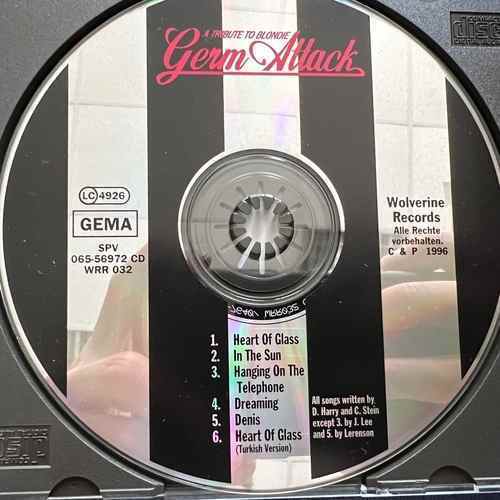 A TRIBUTE TO BLONDIE
Germ Attack
LC 4926
GEMA
SPV
065-56972 CD
WRR 032
Wolverine
Records
Alle Rechte
vorbehalten.
C & P 1996
1. Heart Of Glass
2. In The Sun
3. Hanging On The
Telephone
4. Dreaming
5. Denis
6. Heart Of Glass
(Turkish Version)
All songs written by
D. Harry and C. Stein
except 3. by J. Lee
and 5. by Lerenson